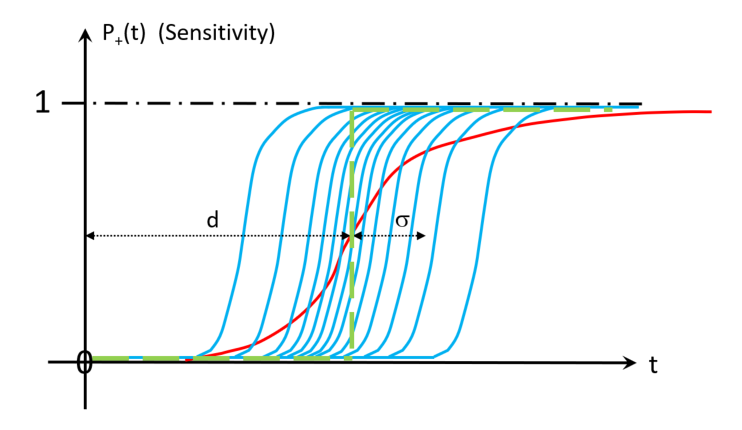 P₊(t) (Sensitivity)
1
d
σ
0
t